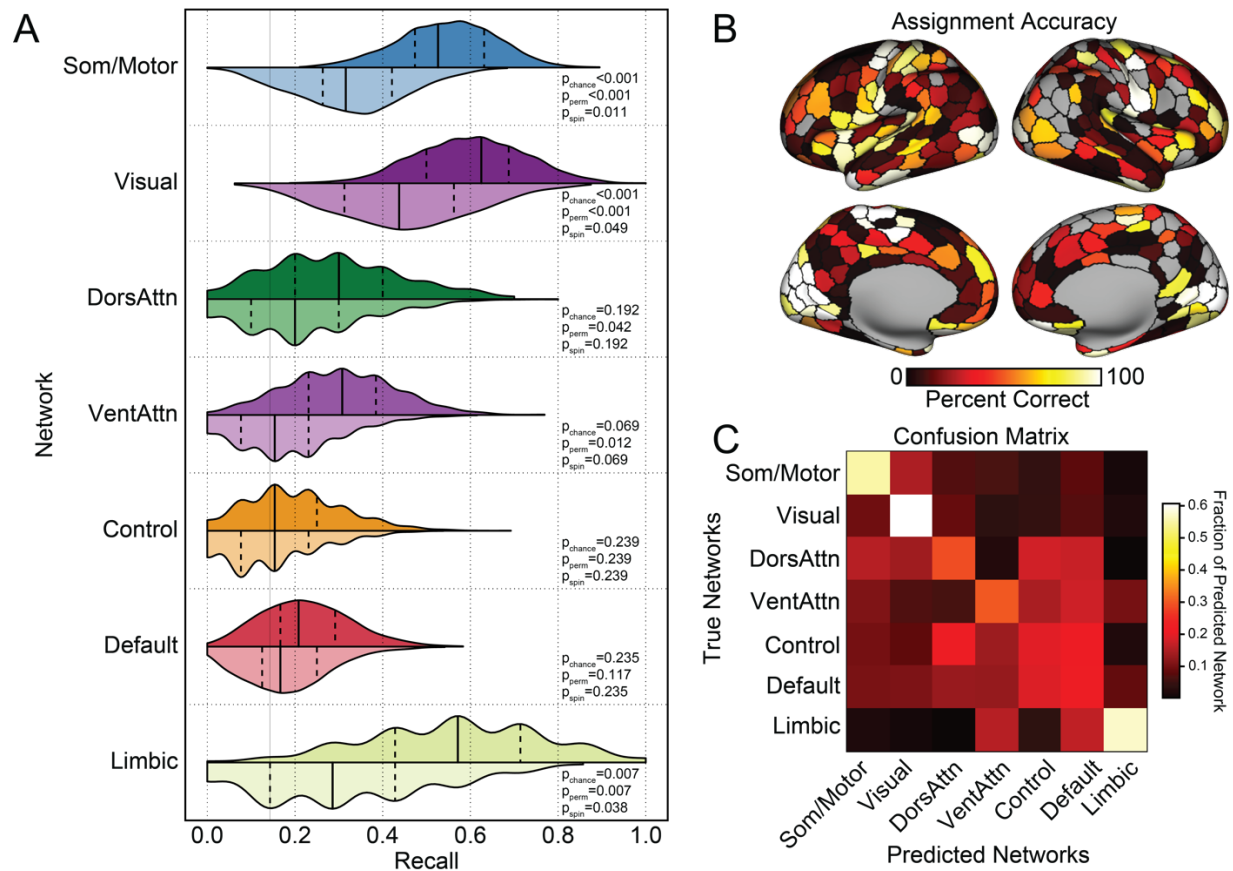 A
Network
Som/Motor
p_chance<0.001
p_perm<0.001
p_spin=0.011
Visual
p_chance<0.001
p_perm<0.001
p_spin=0.049
DorsAttn
p_chance=0.192
p_perm=0.042
p_spin=0.192
VentAttn
p_chance=0.069
p_perm=0.012
p_spin=0.069
Control
p_chance=0.239
p_perm=0.239
p_spin=0.239
Default
p_chance=0.235
p_perm=0.117
p_spin=0.235
Limbic
p_chance=0.007
p_perm=0.007
p_spin=0.038
0.0 0.2 0.4 0.6 0.8 1.0
Recall
B
Assignment Accuracy
0 100
Percent Correct
C
Confusion Matrix
True Networks
Som/Motor
Visual
DorsAttn
VentAttn
Control
Default
Limbic
Som/Motor
Visual
DorsAttn
VentAttn
Control
Default
Limbic
Predicted Networks
0.6
0.5
0.4
0.3
0.2
0.1
Fraction of Predicted Network